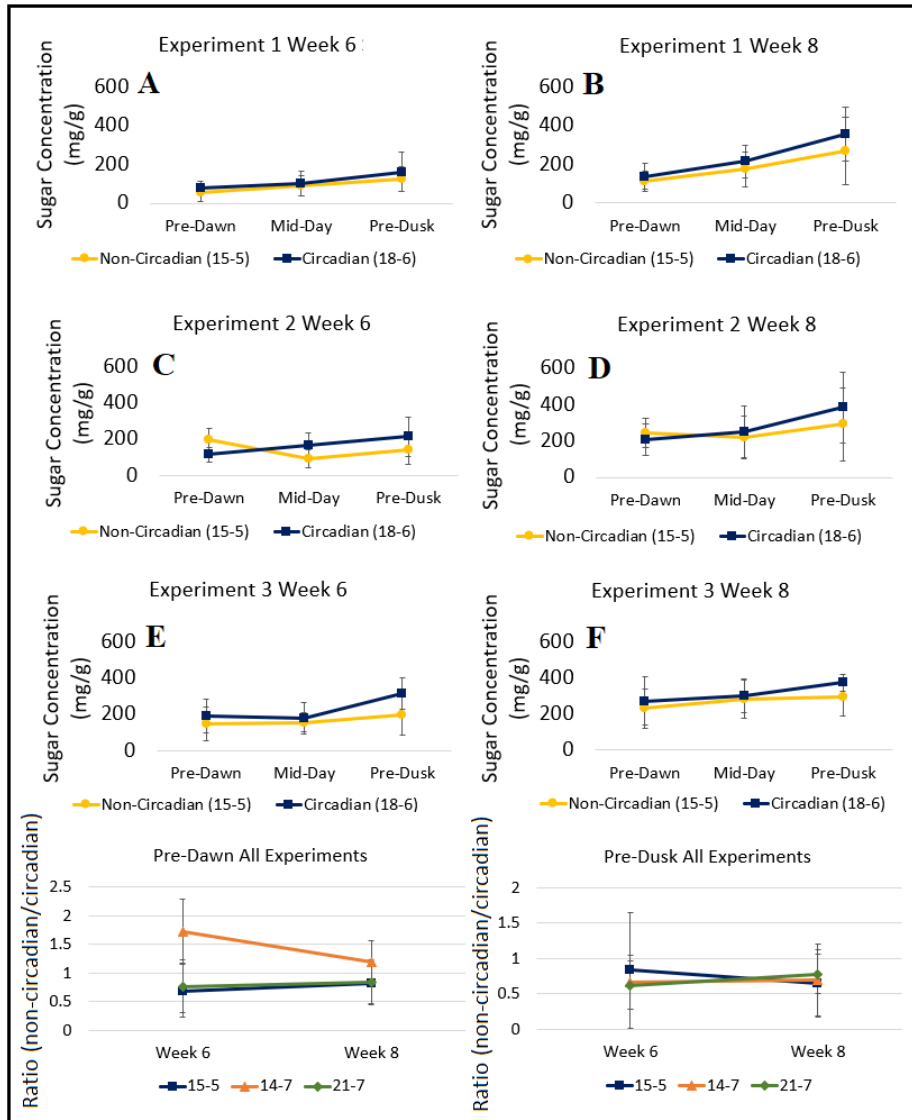 Experiment 1 Week 6 :
A
Sugar Concentration
(mg/g)
600
400
200
0
Pre-Dawn Mid-Day Pre-Dusk
Non-Circadian (15-5) Circadian (18-6)
Experiment 1 Week 8
B
Sugar Concentration
(mg/g)
600
400
200
0
Pre-Dawn Mid-Day Pre-Dusk
Non-Circadian (15-5) Circadian (18-6)
Experiment 2 Week 6
C
Sugar Concentration
(mg/g)
600
400
200
0
Pre-Dawn Mid-Day Pre-Dusk
Non-Circadian (15-5) Circadian (18-6)
Experiment 2 Week 8
D
Sugar Concentration
(mg/g)
600
400
200
0
Pre-Dawn Mid-Day Pre-Dusk
Non-Circadian (15-5) Circadian (18-6)
Experiment 3 Week 6
E
Sugar Concentration
(mg/g)
600
400
200
0
Pre-Dawn Mid-Day Pre-Dusk
Non-Circadian (15-5) Circadian (18-6)
Experiment 3 Week 8
F
Sugar Concentration
(mg/g)
600
400
200
0
Pre-Dawn Mid-Day Pre-Dusk
Non-Circadian (15-5) Circadian (18-6)
Pre-Dawn All Experiments
Ratio (non-circadian/circadian)
2.5
2
1.5
1
0.5
0
Week 6 Week 8
15-5 14-7 21-7
Pre-Dusk All Experiments
Ratio (non-circadian/circadian)
2
1.5
1
0.5
0
Week 6 Week 8
15-5 14-7 21-7